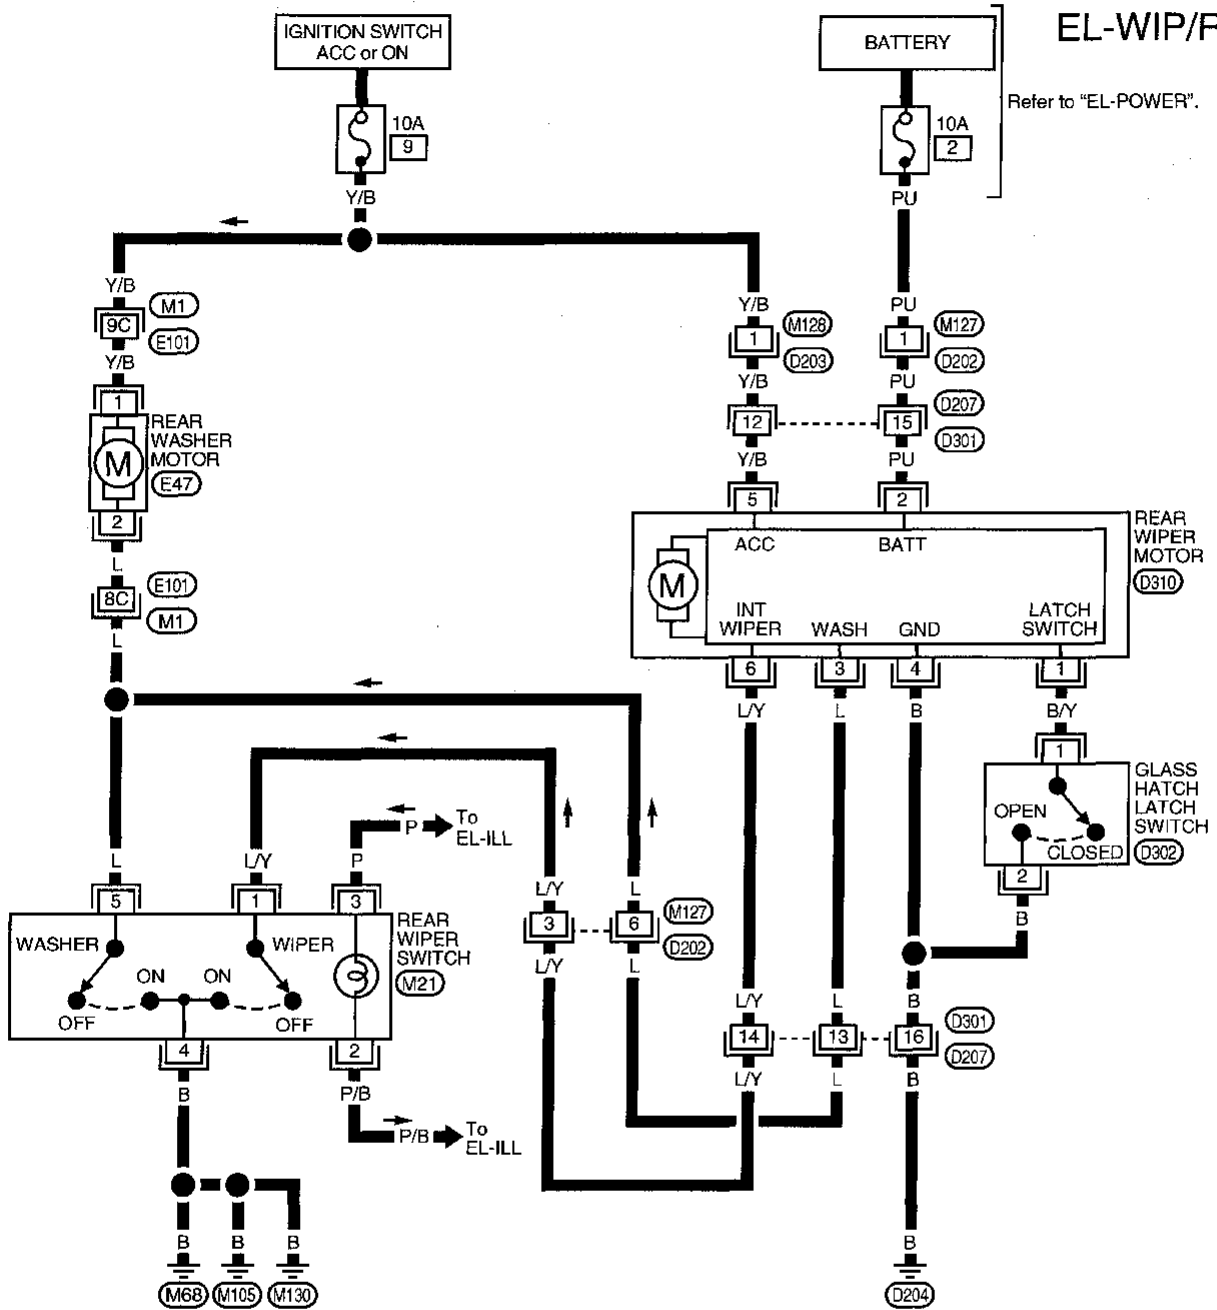 EL-WIP/R
IGNITION SWITCH
ACC or ON
BATTERY
Refer to "EL-POWER".
10A
9
10A
2
Y/B
PU
Y/B
Y/B
PU
9C
M1
E101
1
M128
D203
1
M127
D202
Y/B
Y/B
PU
1
12
15
D207
D301
REAR
WASHER
MOTOR
E47
M
Y/B
PU
2
5
2
L
ACC
BATT
REAR
WIPER
MOTOR
D310
8C
E101
M1
M
INT
WIPER
WASH
GND
LATCH
SWITCH
L
6
3
4
1
L/Y
L
B
B/Y
1
GLASS
HATCH
LATCH
SWITCH
D302
OPEN
CLOSED
To
EL-ILL
P
L
L/Y
P
2
L/Y
L
B
5
1
3
3
6
M127
D202
REAR
WIPER
SWITCH
M21
WASHER
WIPER
ON
ON
OFF
OFF
L/Y
L
L/Y
L
B
14
13
16
D301
D207
4
2
L/Y
L
B
B
P/B
P/B
To
EL-ILL
B
B
B
B
M68
M105
M130
D204